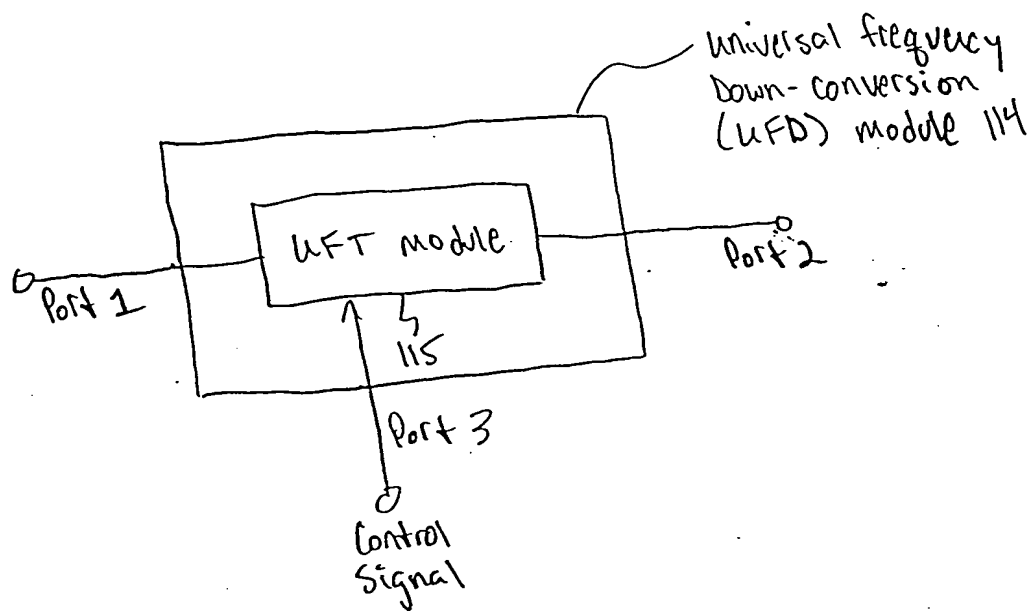 universal frequency
Down-conversion
(UFD) module 114
UFT module
Port 1
Port 2
115
Port 3
Control
Signal